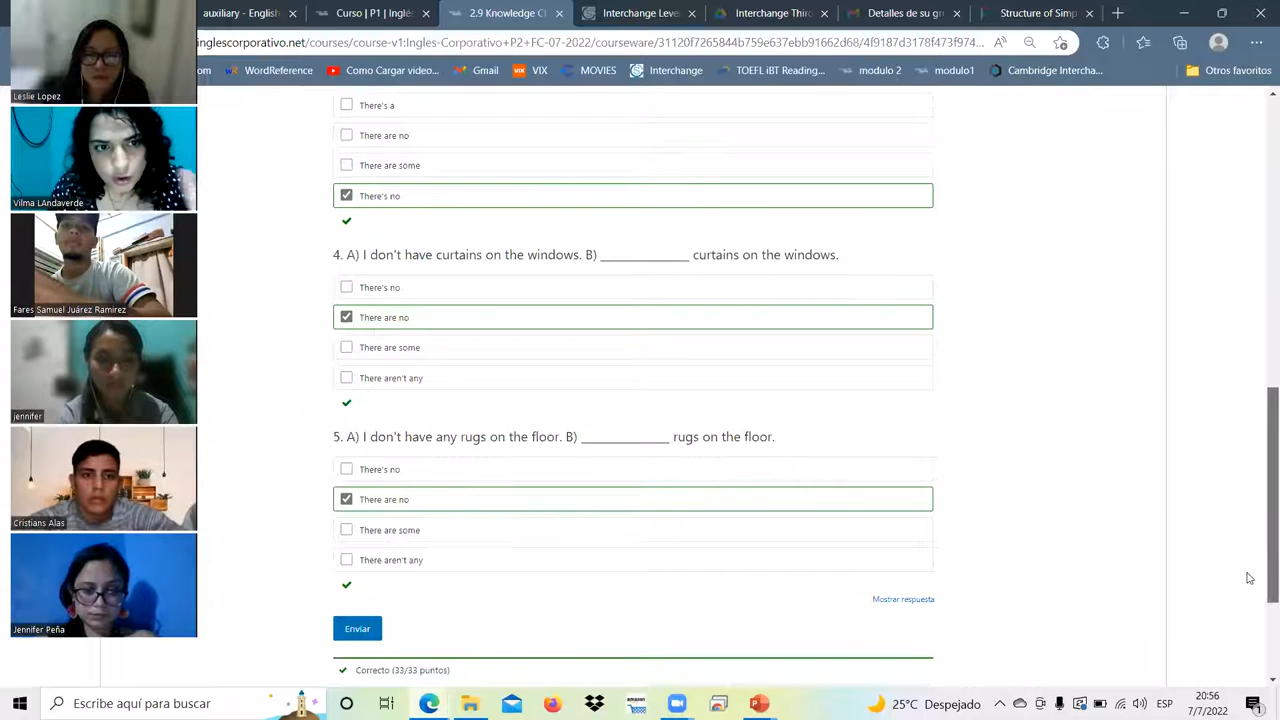 auxiliary - English
Curso | P1 | Inglés
2.9 Knowledge C
Interchange Leve
Interchange Thir
Detalles de su g
Structure of Simp
inglescorporativo.net/courses/course-v1:Ingles-Corporativo+P2+FC-07-2022/courseware/31120f7265844b759e637ebb91662d68/4f9187d3178f473f974...
om
WordReference
Como Cargar video...
Gmail
VIX
MOVIES
Interchange
TOEFL iBT Reading...
modulo 2
modulo1
Cambridge Intercha...
Otros favoritos
Leslie Lopez
Vilma LAndaverde
Fares Samuel Juárez Ramirez
jennifer
Cristians Alas
Jennifer Peña
There's a
There are no
There are some
There's no
4. A) I don't have curtains on the windows. B) ______________ curtains on the windows.
There's no
There are no
There are some
There aren't any
5. A) I don't have any rugs on the floor. B) ______________ rugs on the floor.
There's no
There are no
There are some
There aren't any
Mostrar respuesta
Enviar
Correcto (33/33 puntos)
Escribe aquí para buscar
25°C Despejado
ESP
20:56
7/7/2022